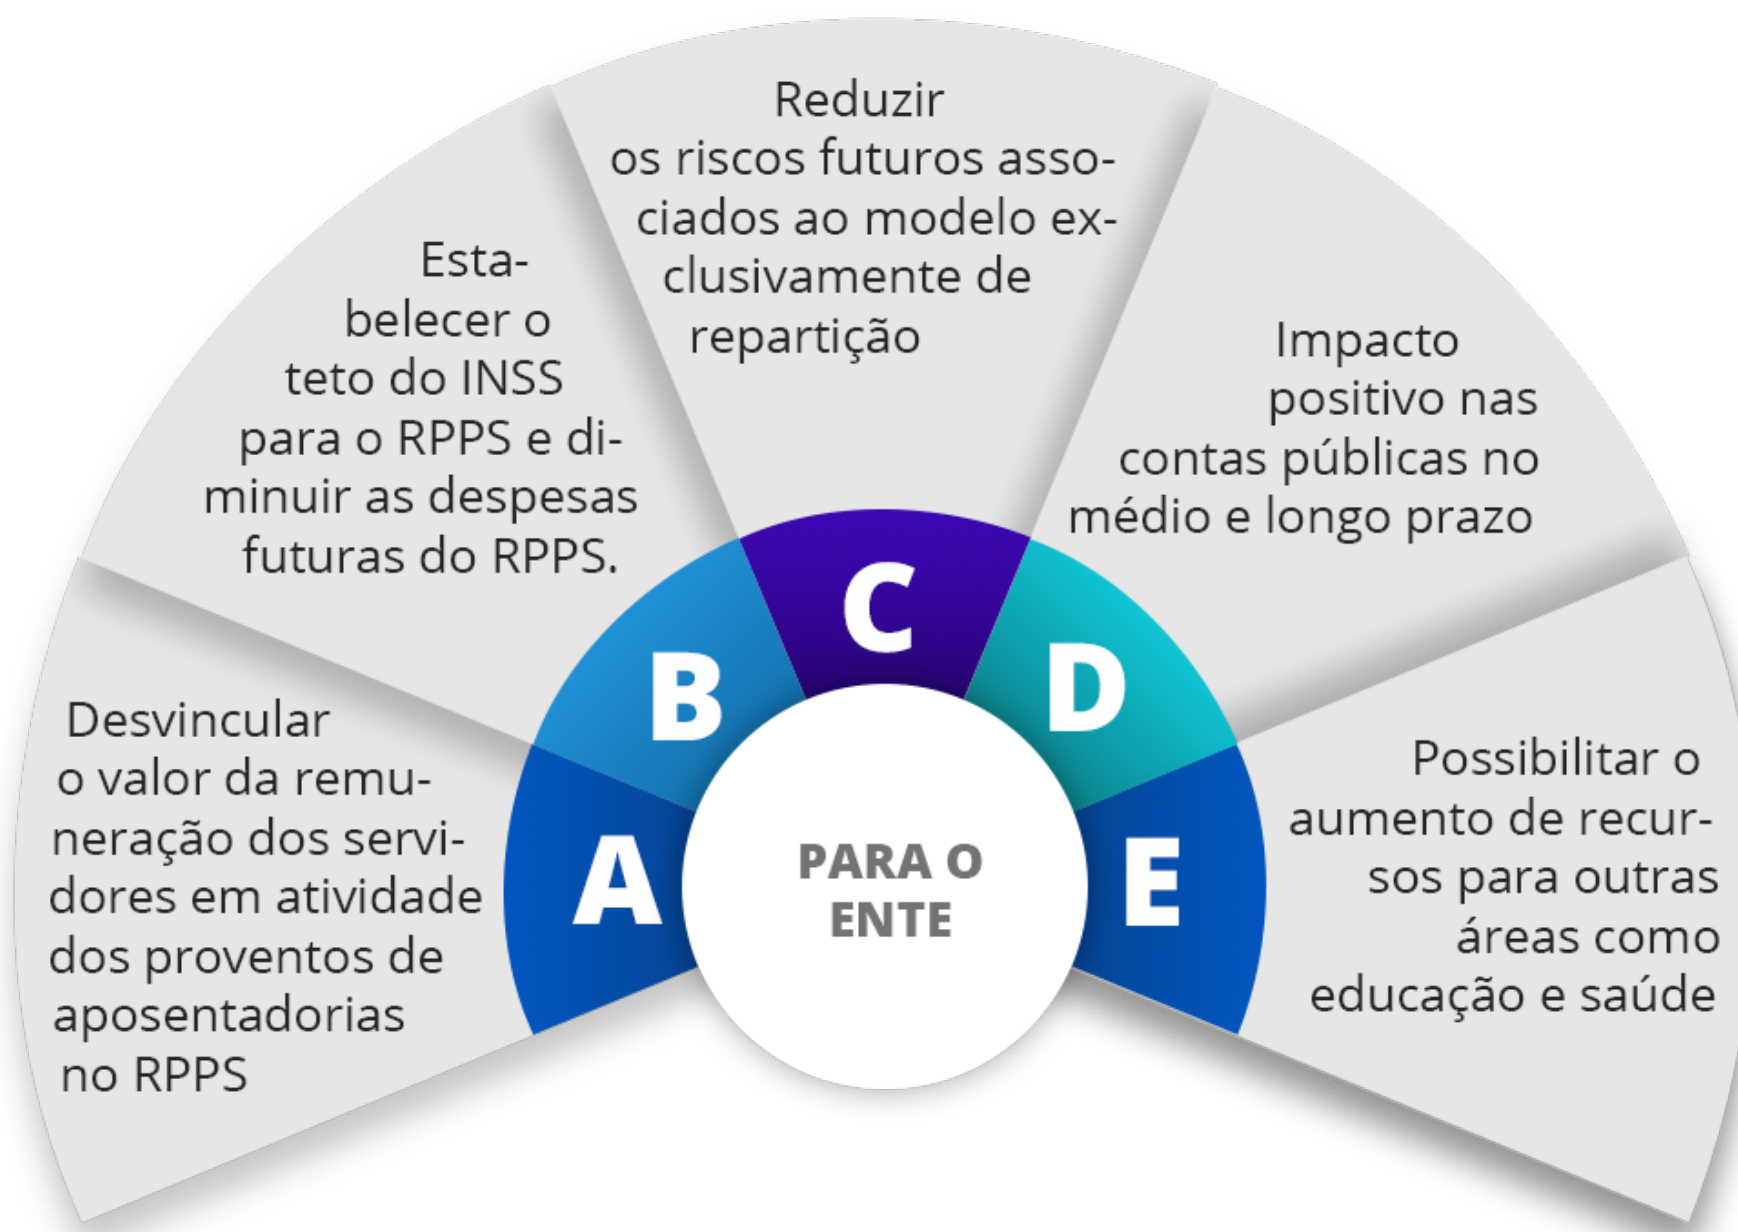 Desvincular
o valor da remu-
neração dos servi-
dores em atividade
dos proventos de
aposentadorias
no RPPS
A
Esta-
belecer o
teto do INSS
para o RPPS e di-
minuir as despesas
futuras do RPPS.
B
Reduzir
os riscos futuros asso-
ciados ao modelo ex-
clusivamente de
repartição
C
Impacto
positivo nas
contas públicas no
médio e longo prazo
D
Possibilitar o
aumento de recur-
sos para outras
áreas como
educação e saúde
E
PARA O
ENTE